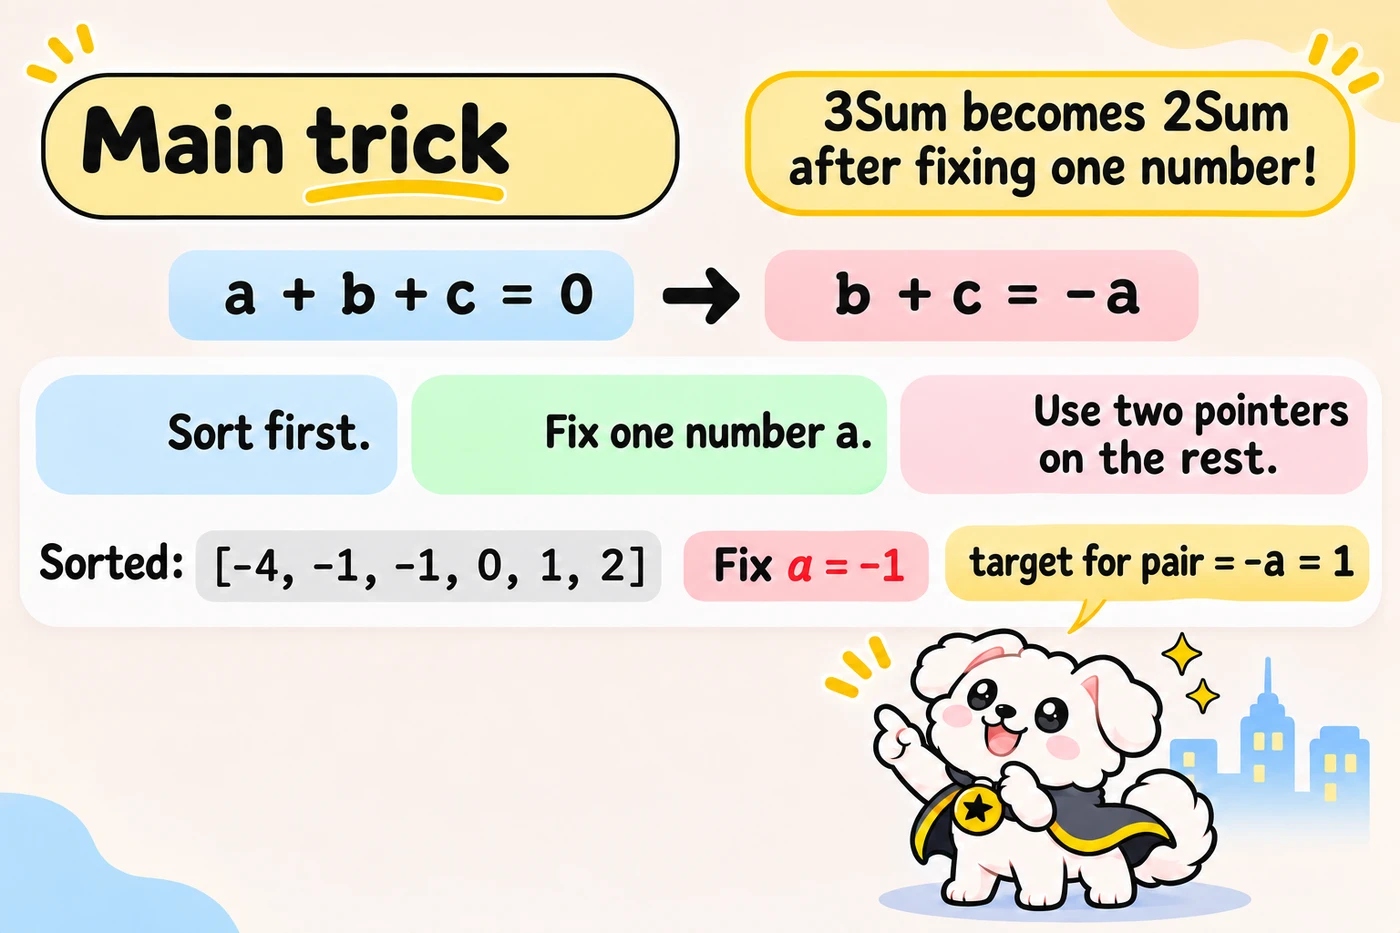 Main trick
3Sum becomes 2Sum
after fixing one number!
a + b + c = 0 → b + c = -a
Sort first.
Fix one number a.
Use two pointers
on the rest.
Sorted: [-4, -1, -1, 0, 1, 2]
Fix a = -1
target for pair = -a = 1